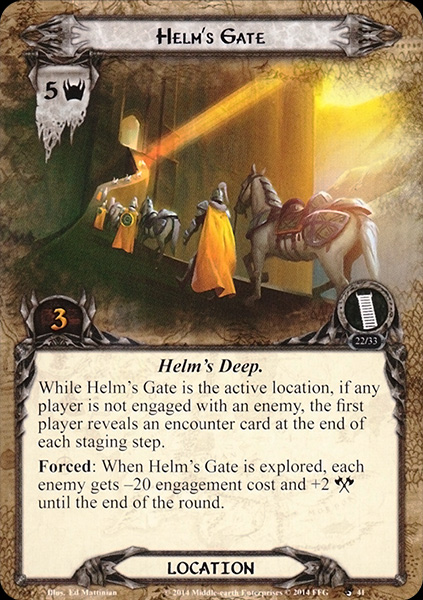 Helm's Gate
5
3
22/33
Helm's Deep.
While Helm's Gate is the active location, if any
player is not engaged with an enemy, the first
player reveals an encounter card at the end of
each staging step.
Forced: When Helm's Gate is explored, each
enemy gets –20 engagement cost and +2
until the end of the round.
LOCATION
Illus. Ed Mattinian
© 2014 Middle-earth Enterprises © 2014 FFG
41